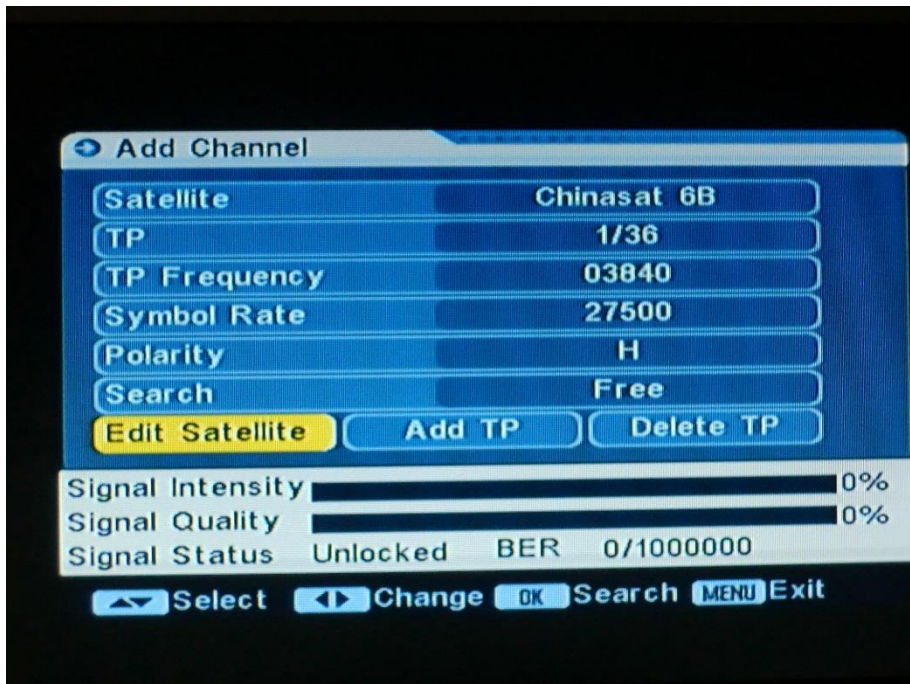 Add Channel
Satellite Chinasat 6B
TP 1/36
TP Frequency 03840
Symbol Rate 27500
Polarity H
Search Free
Edit Satellite Add TP Delete TP
Signal Intensity 0%
Signal Quality 0%
Signal Status Unlocked BER 0/1000000
Select Change OK Search MENU Exit